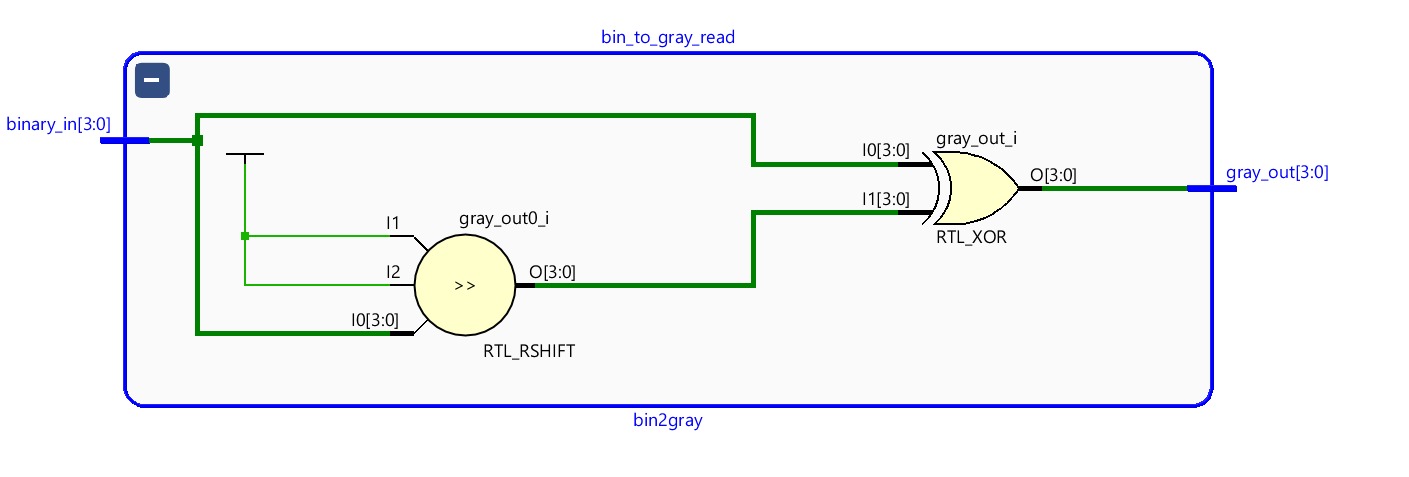 bin_to_gray_read
binary_in[3:0]
gray_out_i
I0[3:0]
O[3:0]
gray_out[3:0]
I1[3:0]
RTL_XOR
I1
gray_out0_i
I2
>>
O[3:0]
I0[3:0]
RTL_RSHIFT
bin2gray